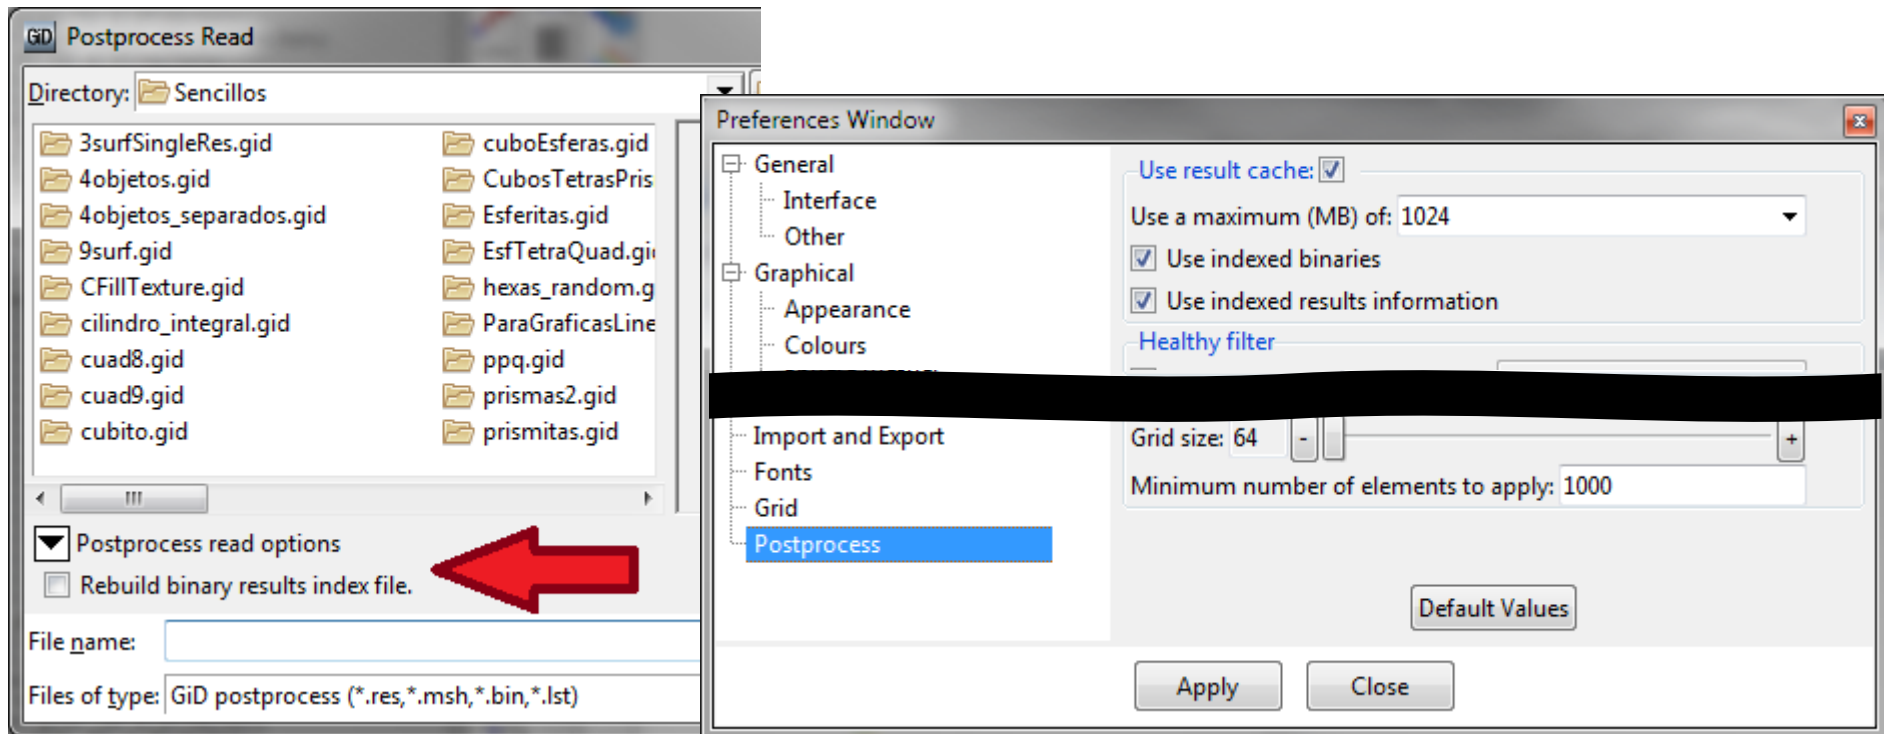 GiD Postprocess Read
Directory: Sencillos
3surfSingleRes.gid
4objetos.gid
4objetos_separados.gid
9surf.gid
CFillTexture.gid
cilindro_integral.gid
cuad8.gid
cuad9.gid
cubito.gid
cuboEsferas.gid
CubosTetrasPris
Esferitas.gid
EsfTetraQuad.gi
hexas_random.g
ParaGraficasLine
ppq.gid
prismas2.gid
prismitas.gid
Postprocess read options
Rebuild binary results index file.
File name:
Files of type: GiD postprocess (*.res,*.msh,*.bin,*.lst)
Preferences Window
General
Interface
Other
Graphical
Appearance
Colours
Import and Export
Fonts
Grid
Postprocess
Use result cache:
Use a maximum (MB) of: 1024
Use indexed binaries
Use indexed results information
Healthy filter
Grid size: 64 - +
Minimum number of elements to apply: 1000
Default Values
Apply Close